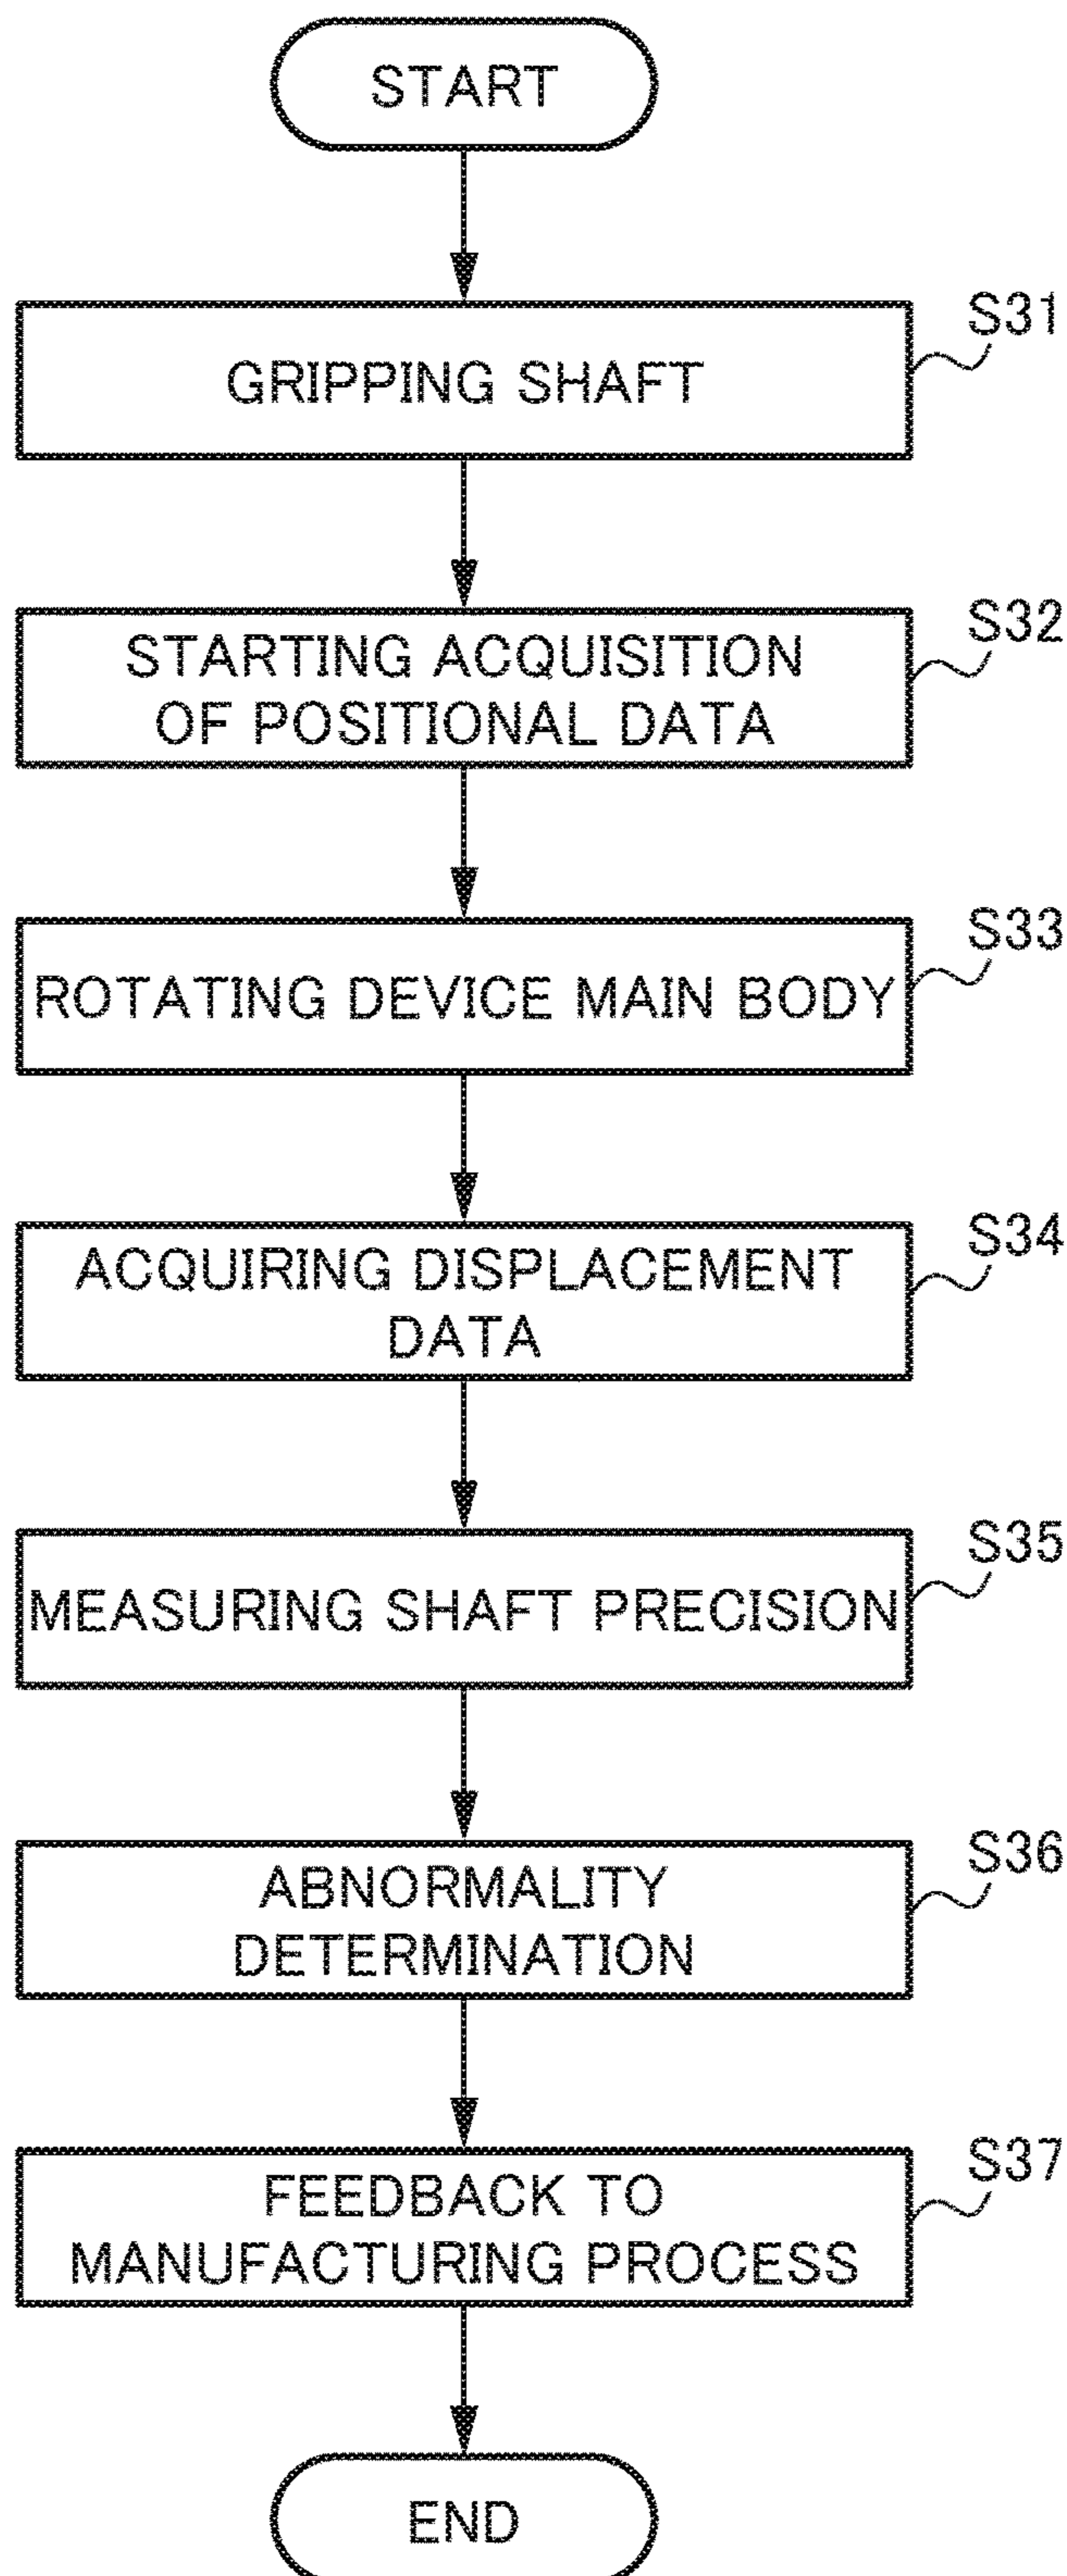 START
S31
GRIPPING SHAFT
S32
STARTING ACQUISITION
OF POSITIONAL DATA
S33
ROTATING DEVICE MAIN BODY
S34
ACQUIRING DISPLACEMENT
DATA
S35
MEASURING SHAFT PRECISION
S36
ABNORMALITY
DETERMINATION
S37
FEEDBACK TO
MANUFACTURING PROCESS
END